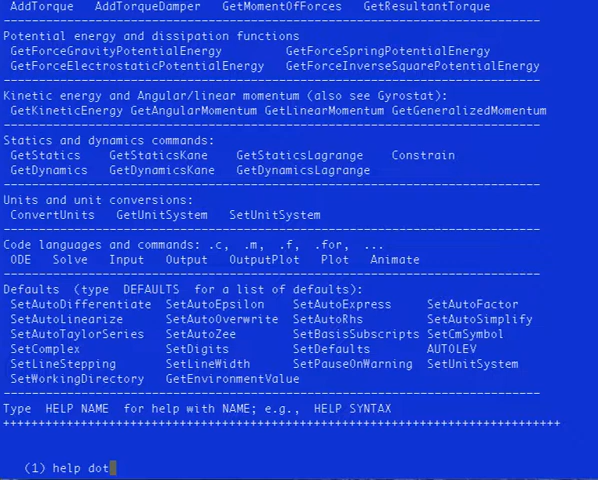 AddTorque AddTorqueDamper GetMomentOfForces GetResultantTorque
------------------------------------------------------------------------
Potential energy and dissipation functions
GetForceGravityPotentialEnergy GetForceSpringPotentialEnergy
GetForceElectrostaticPotentialEnergy GetForceInverseSquarePotentialEnergy
------------------------------------------------------------------------
Kinetic energy and Angular/linear momentum (also see Gyrostat):
GetKineticEnergy GetAngularMomentum GetLinearMomentum GetGeneralizedMomentum
------------------------------------------------------------------------
Statics and dynamics commands:
GetStatics GetStaticsKane GetStaticsLagrange Constrain
GetDynamics GetDynamicsKane GetDynamicsLagrange
------------------------------------------------------------------------
Units and unit conversions:
ConvertUnits GetUnitSystem SetUnitSystem
------------------------------------------------------------------------
Code languages and commands: .c, .m, .f, .for, ...
ODE Solve Input Output OutputPlot Plot Animate
------------------------------------------------------------------------
Defaults (type DEFAULTS for a list of defaults):
SetAutoDifferentiate SetAutoEpsilon SetAutoExpress SetAutoFactor
SetAutoLinearize SetAutoOverwrite SetAutoRhs SetAutoSimplify
SetAutoTaylorSeries SetAutoZee SetBasisSubscripts SetCmSymbol
SetComplex SetDigits SetDefaults AUTOLEV
SetLineStepping SetLineWidth SetPauseOnWarning SetUnitSystem
SetWorkingDirectory GetEnvironmentValue
------------------------------------------------------------------------
Type HELP NAME for help with NAME; e.g., HELP SYNTAX
+++++++++++++++++++++++++++++++++++++++++++++++++++++++++++++++++++++++++++
(1) help dot